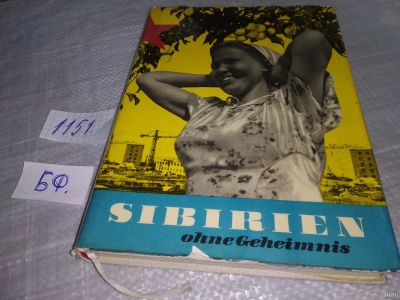 1151
БФ.
SIBIRIEN
ohne Geheimnis